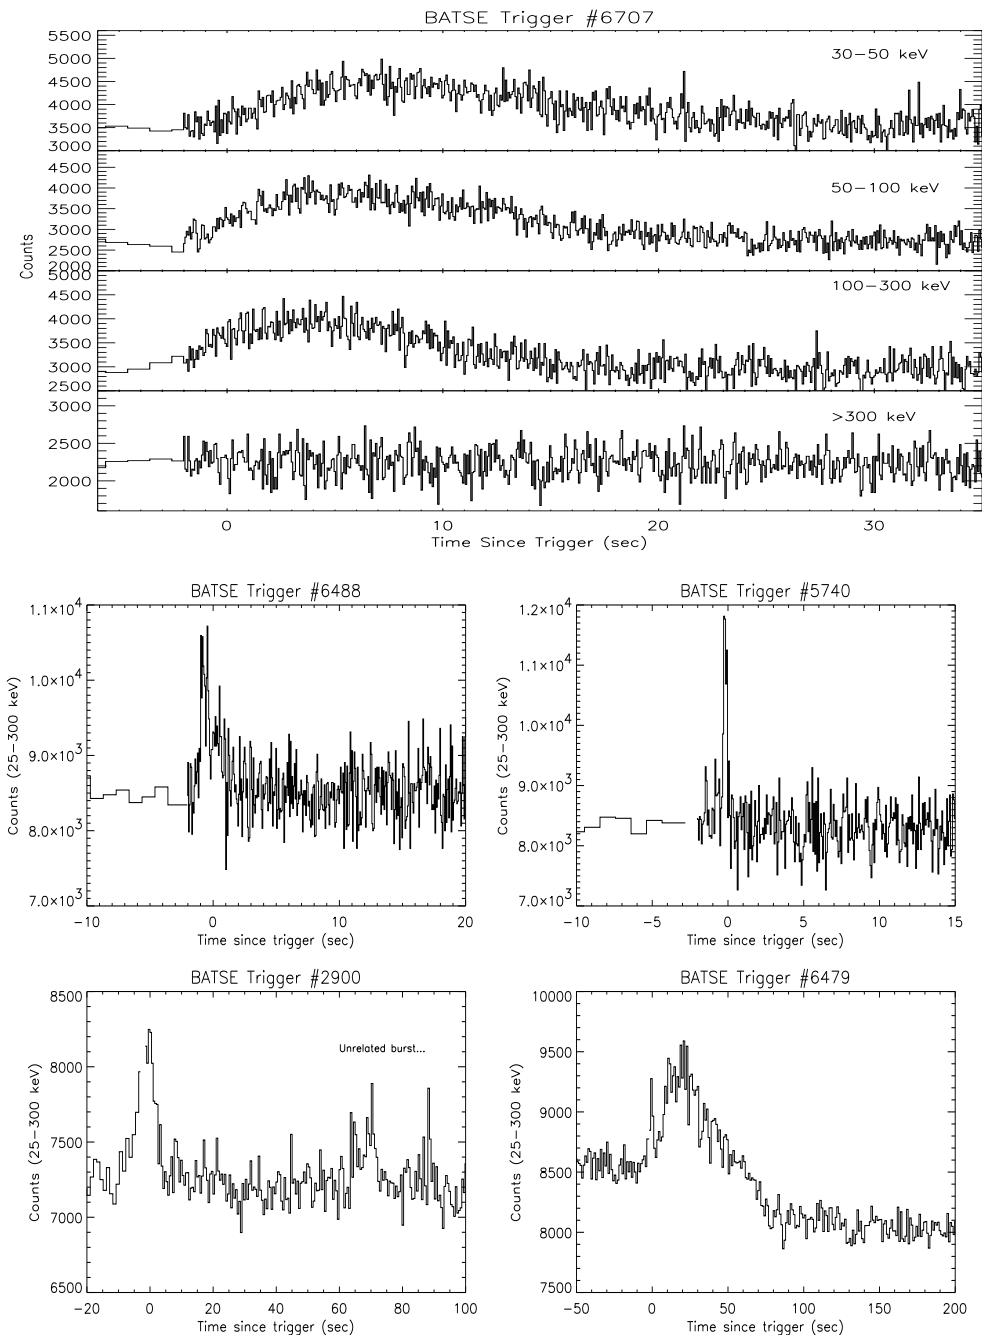 BATSE Trigger #6707
5500
5000
4500
4000
3500
3000
30-50 keV
4500
4000
3500
3000
2500
2000
50-100 keV
Counts
5000
4500
4000
3500
3000
2500
100-300 keV
3000
2500
2000
>300 keV
0 10 20 30
Time Since Trigger (sec)
BATSE Trigger #6488
1.1×10⁴
1.0×10⁴
9.0×10³
8.0×10³
7.0×10³
Counts (25-300 keV)
-10 0 10 20
Time since trigger (sec)
BATSE Trigger #5740
1.2×10⁴
1.1×10⁴
1.0×10⁴
9.0×10³
8.0×10³
7.0×10³
Counts (25-300 keV)
-10 -5 0 5 10 15
Time since trigger (sec)
BATSE Trigger #2900
8500
8000
7500
7000
6500
Counts (25-300 keV)
Unrelated burst...
-20 0 20 40 60 80 100
Time since trigger (sec)
BATSE Trigger #6479
10000
9500
9000
8500
8000
7500
Counts (25-300 keV)
-50 0 50 100 150 200
Time since trigger (sec)